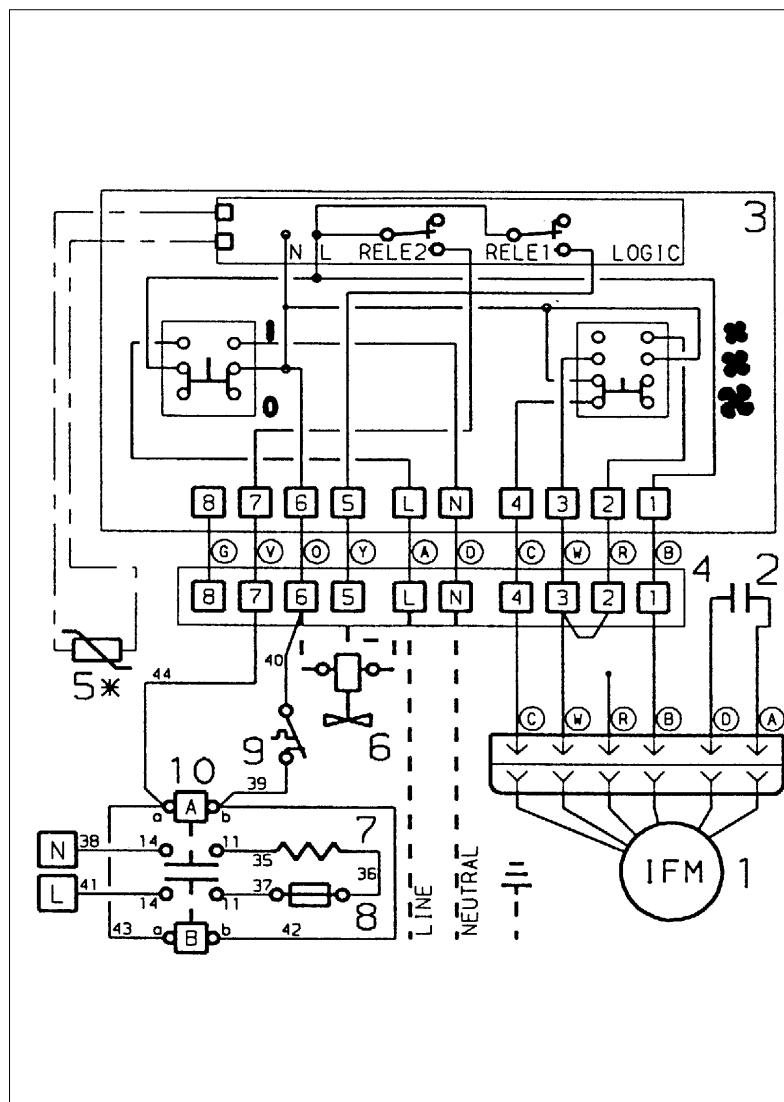 3
N L RELE2 RELE1 LOGIC
I
O
8 7 6 5 L N 4 3 2 1
G V O Y A D C W R B
4 2
8 7 6 5 L N 4 3 2 1
5* 44 40
9 6
C W R B D A
10 39
a A b
N 38 14 11 35 7
36
IFM 1
L 41 14 11 37 8
43 a B b 42
LINE
NEUTRAL